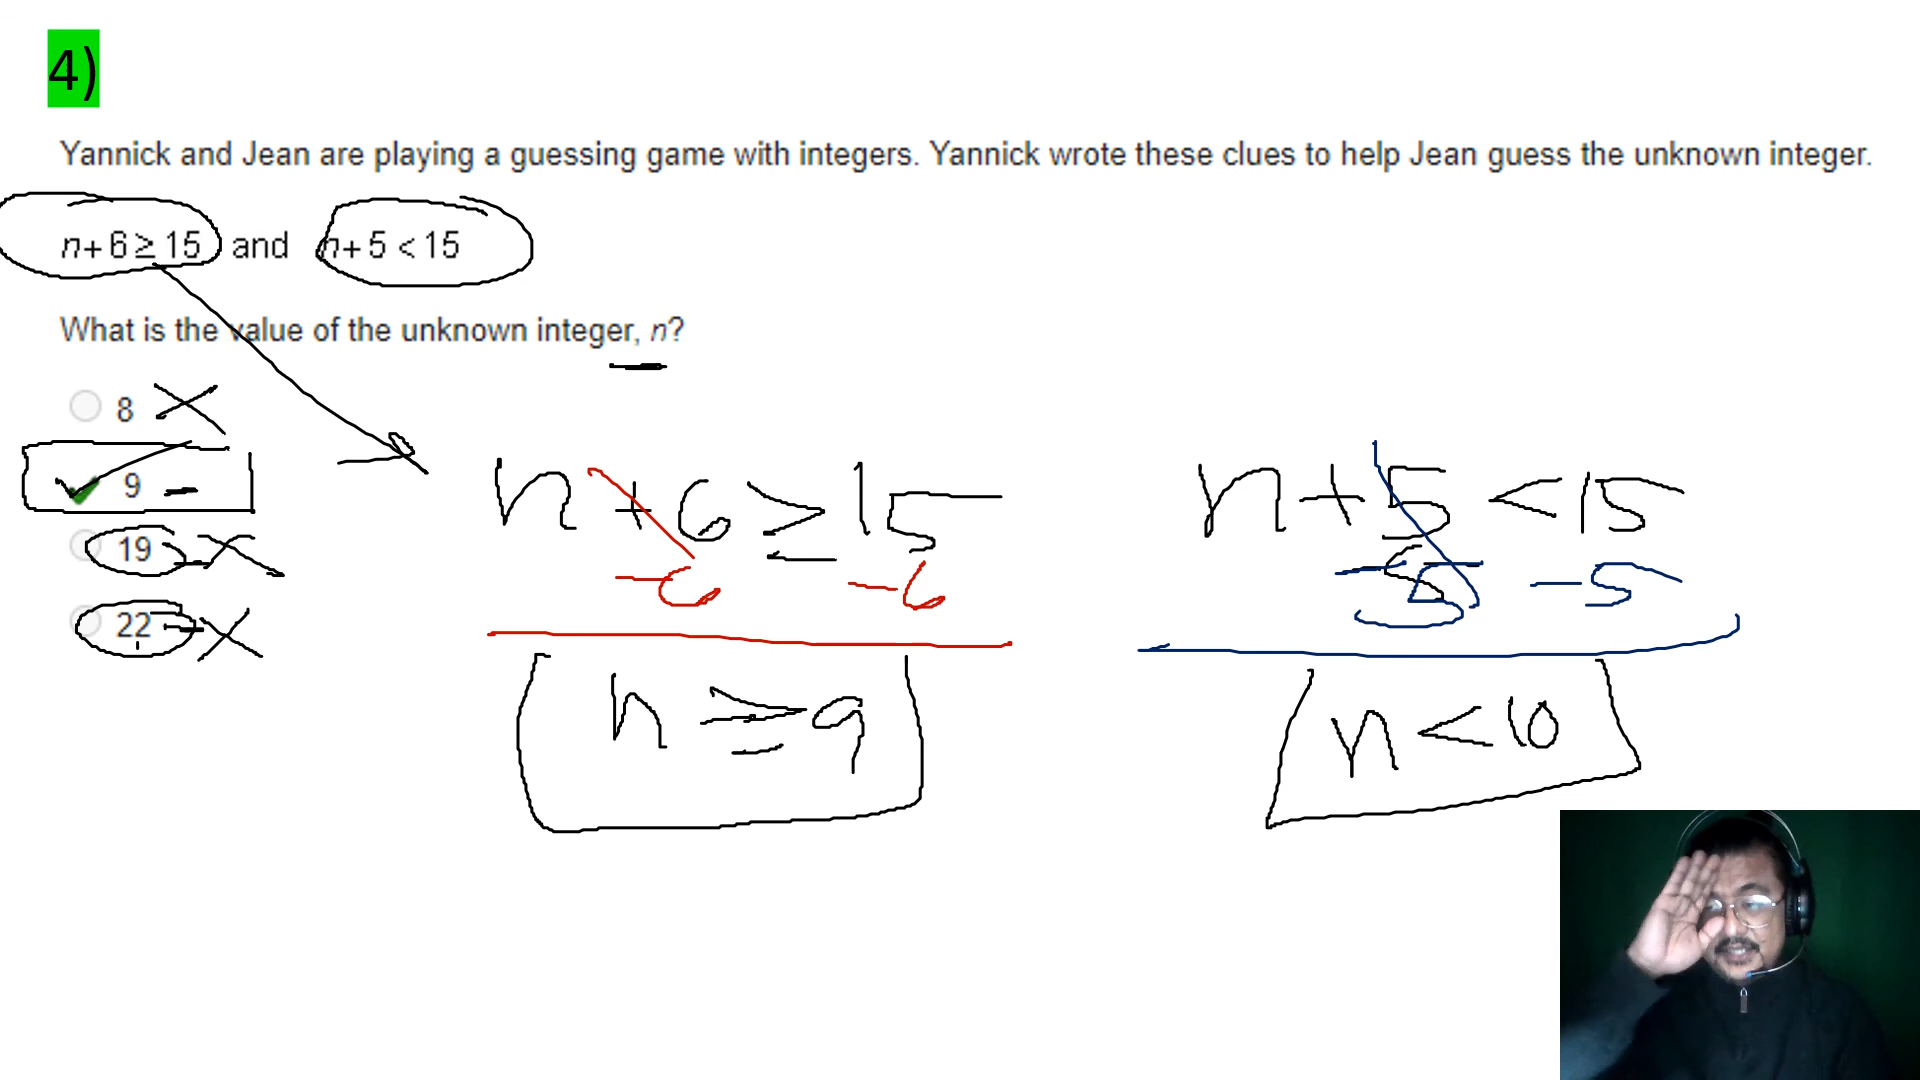 4)
Yannick and Jean are playing a guessing game with integers. Yannick wrote these clues to help Jean guess the unknown integer.
n+6≥15 and n+5<15
What is the value of the unknown integer, n?
8
9
19
22
n+6≥15
-6 -6
n≥9
n+5<15
-5 -5
n<10